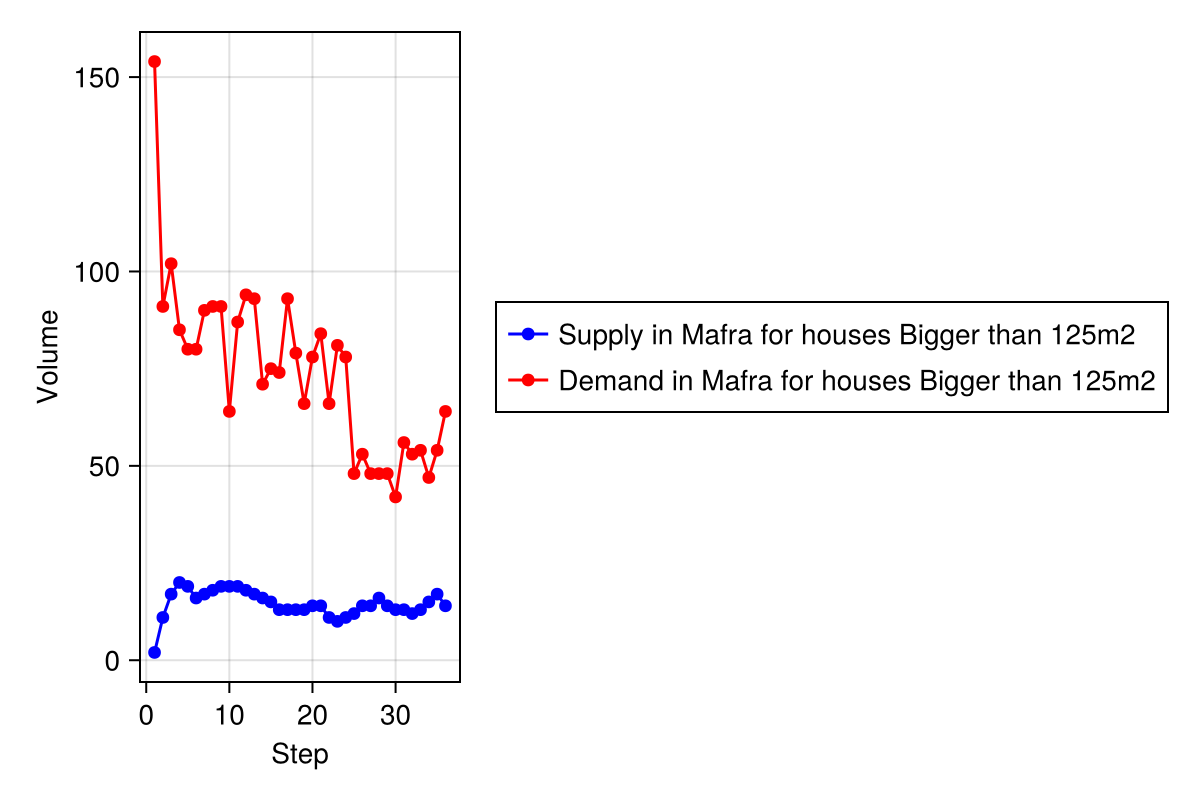 150
100
50
0
Volume
0 10 20 30
Step
Supply in Mafra for houses Bigger than 125m2
Demand in Mafra for houses Bigger than 125m2